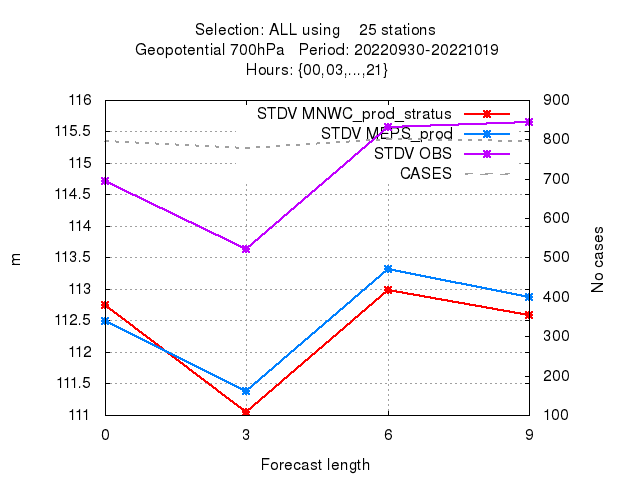 Selection: ALL using    25 stations
Geopotential 700hPa   Period: 20220930-20221019
Hours: {00,03,...,21}
116
115.5
115
114.5
114
113.5
113
112.5
112
111.5
111
m
STDV MNWC_prod_stratus
STDV MEPS_prod
STDV OBS
CASES
900
800
700
600
500
400
300
200
100
No cases
0 3 6 9
Forecast length